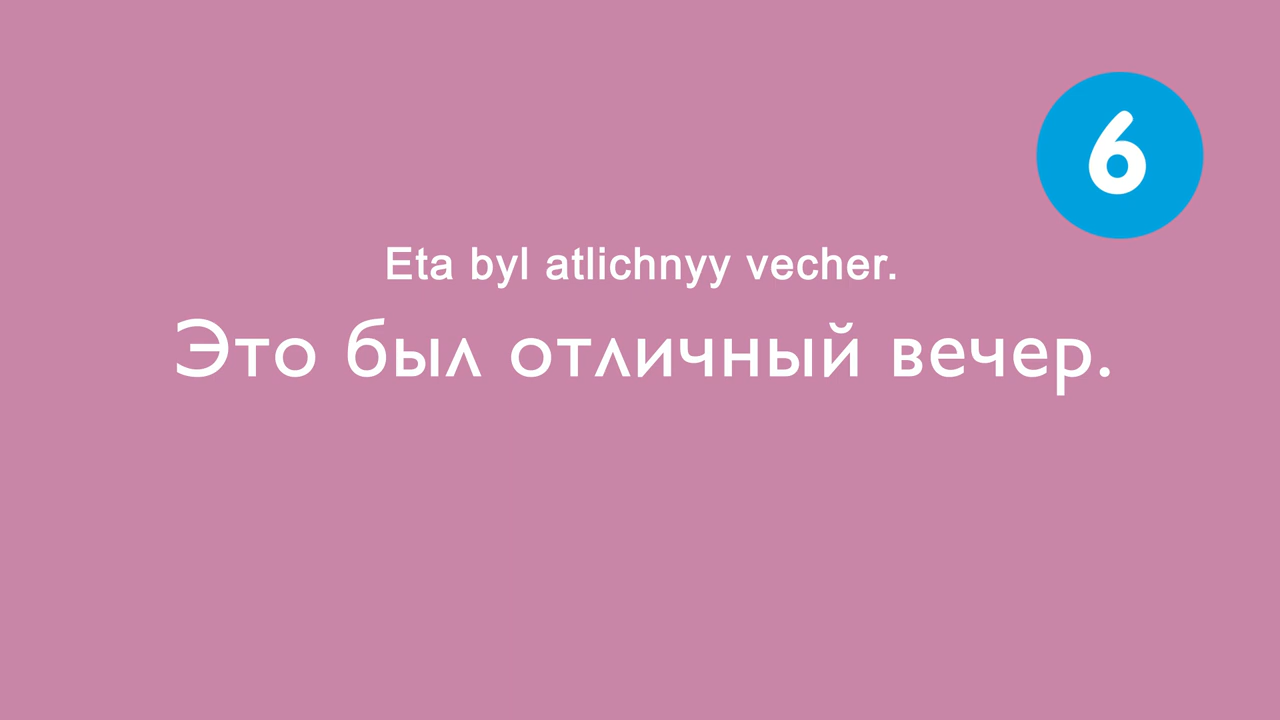 6
Eta byl atlichnyy vecher.
Это был отличный вечер.